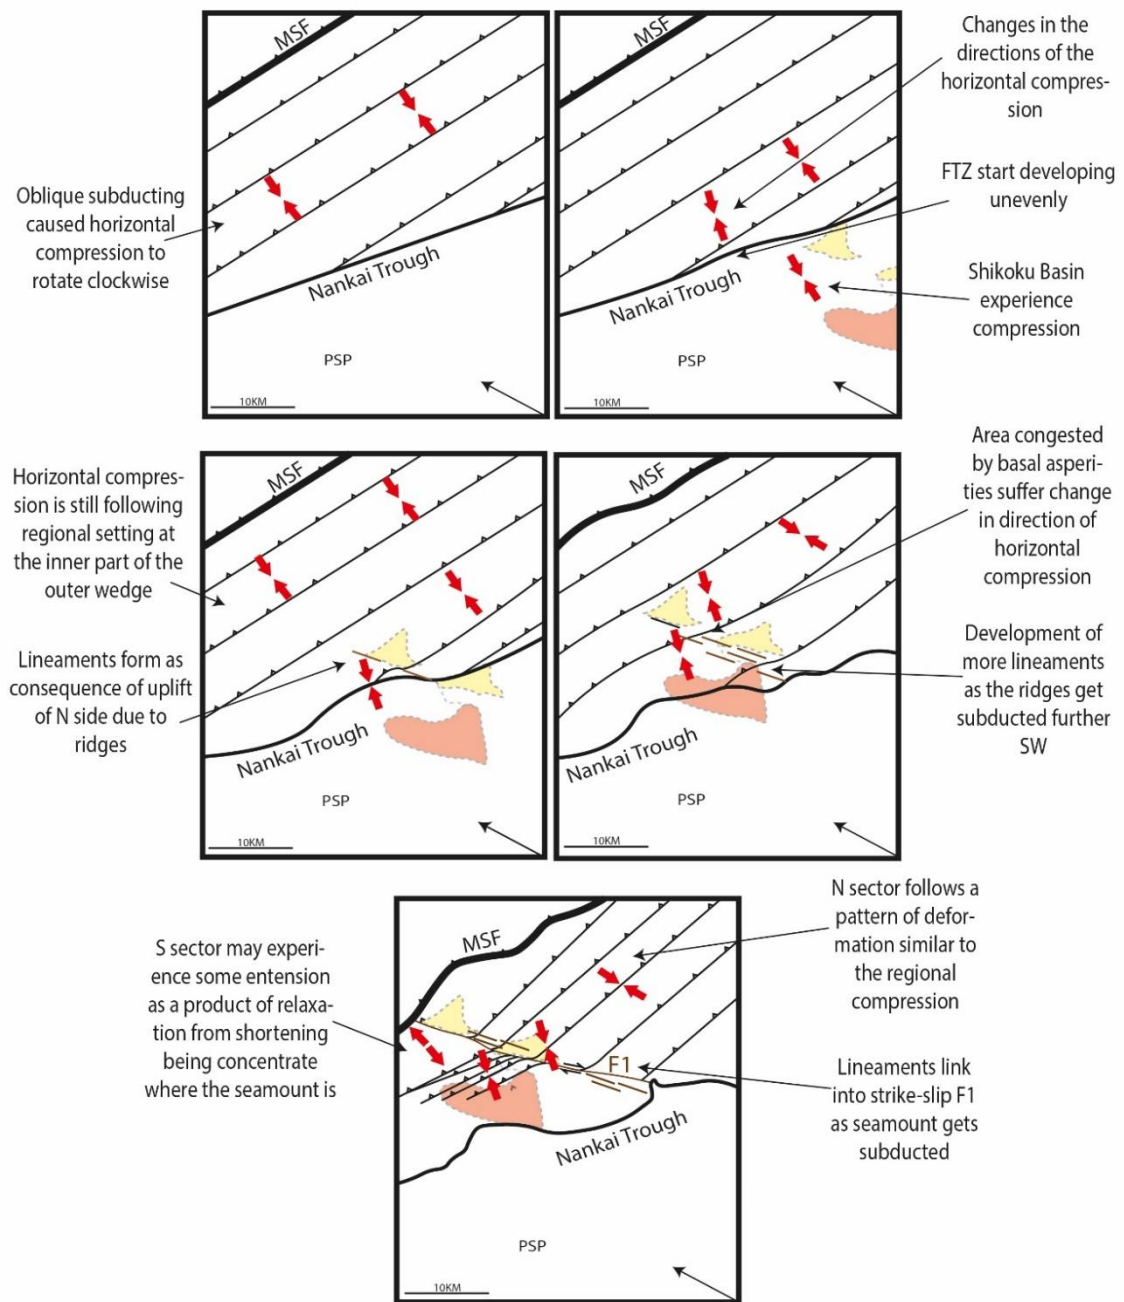 MSF
Oblique subducting
caused horizontal
compression to
rotate clockwise
Nankai Trough
PSP
10KM
Changes in the
directions of the
horizontal compres-
sion
FTZ start developing
unevenly
Shikoku Basin
experience
compression
Nankai Trough
PSP
10KM
Horizontal compres-
sion is still following
regional setting at
the inner part of the
outer wedge
Lineaments form as
consequence of uplift
of N side due to
ridges
MSF
Nankai Trough
PSP
10KM
MSF
Area congested
by basal asperi-
ties suffer change
in direction of
horizontal
compression
Development of
more lineaments
as the ridges get
subducted further
SW
Nankai Trough
PSP
10KM
S sector may experi-
ence some entension
as a product of relaxa-
tion from shortening
being concentrate
where the seamount is
MSF
F1
Nankai Trough
PSP
10KM
N sector follows a
pattern of defor-
mation similar to
the regional
compression
Lineaments link
into strike-slip F1
as seamount gets
subducted